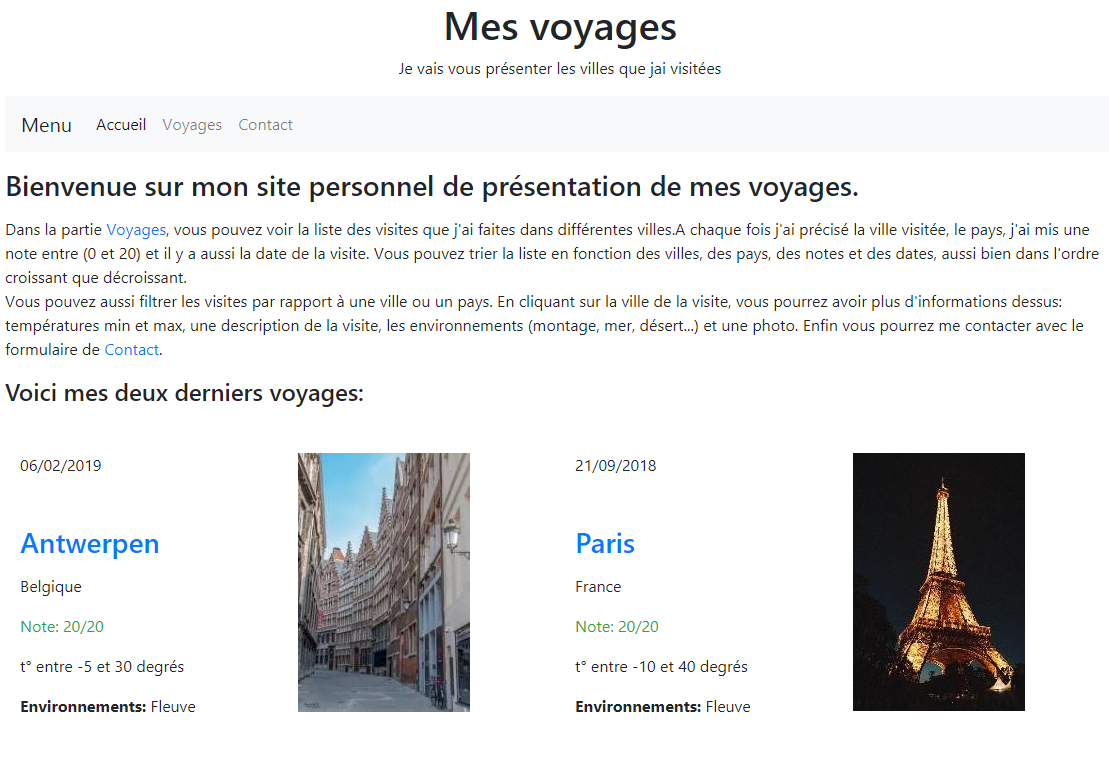 Mes voyages
Je vais vous présenter les villes que jai visitées
Menu Accueil Voyages Contact
Bienvenue sur mon site personnel de présentation de mes voyages.
Dans la partie Voyages, vous pouvez voir la liste des visites que j'ai faites dans différentes villes.A chaque fois j'ai précisé la ville visitée, le pays, j'ai mis une
note entre (0 et 20) et il y a aussi la date de la visite. Vous pouvez trier la liste en fonction des villes, des pays, des notes et des dates, aussi bien dans l'ordre
croissant que décroissant.
Vous pouvez aussi filtrer les visites par rapport à une ville ou un pays. En cliquant sur la ville de la visite, vous pourrez avoir plus d'informations dessus:
températures min et max, une description de la visite, les environnements (montage, mer, désert...) et une photo. Enfin vous pourrez me contacter avec le
formulaire de Contact.
Voici mes deux derniers voyages:
06/02/2019
Antwerpen
Belgique
Note: 20/20
t° entre -5 et 30 degrés
Environnements: Fleuve
21/09/2018
Paris
France
Note: 20/20
t° entre -10 et 40 degrés
Environnements: Fleuve